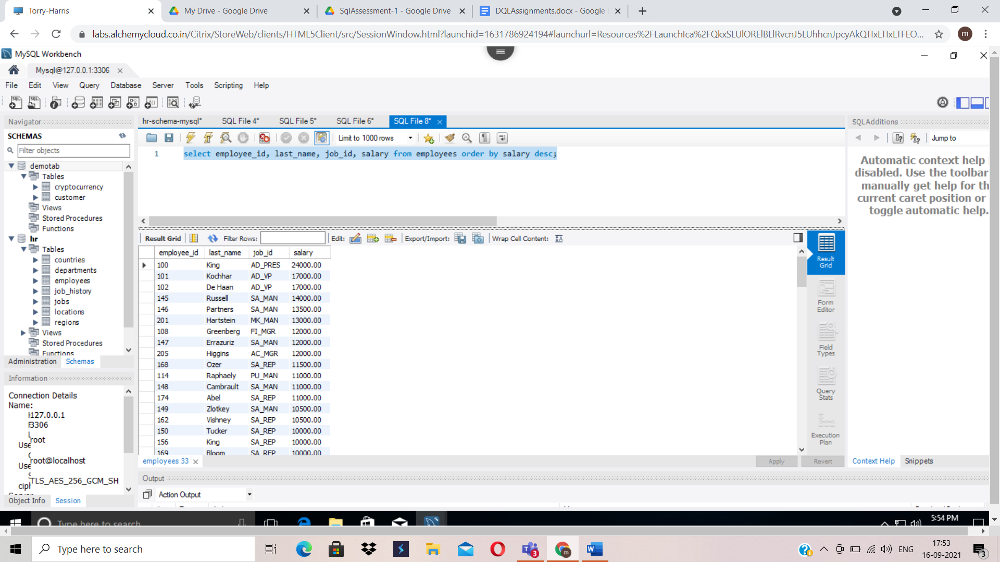 Torry-Harris
My Drive - Google Drive
SqlAssessment-1 - Google Drive
DQLAssignments.docx - Google
labs.alchemycloud.co.in/Citrix/StoreWeb/clients/HTML5Client/src/SessionWindow.html?launchid=1631786924194#launchurl=Resources%2FLaunchIca%2F
m
MySQL Workbench
Mysql@127.0.0.1:3306
File Edit View Query Database Server Tools Scripting Help
Navigator
SCHEMAS
Filter objects
demotab
Tables
cryptocurrency
customer
Views
Stored Procedures
Functions
hr
Tables
countries
departments
employees
job_history
jobs
locations
regions
Views
Stored Procedures
Functions
Administration Schemas
Information
Connection Details
Name:
127.0.0.1
3306
root
Use
root@localhost
Use
TLS_AES_256_GCM_SH
ciph
Object Info Session
hr-schema-mysql* SQL File 4* SQL File 5* SQL File 6* SQL File 8*
Limit to 1000 rows
1 select employee_id, last_name, job_id, salary from employees order by salary desc;
Result Grid Filter Rows: Edit: Export/Import: Wrap Cell Content:
employee_id last_name job_id salary
100 King AD_PRES 24000.00
101 Kochhar AD_VP 17000.00
102 De Haan AD_VP 17000.00
145 Russell SA_MAN 14000.00
146 Partners SA_MAN 13500.00
201 Hartstein MK_MAN 13000.00
108 Greenberg FI_MGR 12000.00
147 Errazuriz SA_MAN 12000.00
205 Higgins AC_MGR 12000.00
168 Ozer SA_REP 11500.00
114 Raphaely PU_MAN 11000.00
148 Cambrault SA_MAN 11000.00
174 Abel SA_REP 11000.00
149 Zlotkey SA_MAN 10500.00
162 Vishney SA_REP 10500.00
150 Tucker SA_REP 10000.00
156 King SA_REP 10000.00
169 Bloom SA_REP 10000.00
employees 33
Apply Revert
Result
Grid
Form
Editor
Field
Types
Query
Stats
Execution
Plan
Output
Action Output
SQLAdditions
Jump to
Automatic context help
disabled. Use the toolbar
manually get help for th
current caret position or
toggle automatic help.
Context Help Snippets
Type here to search
5:54 PM
Type here to search
3
ENG
17:53
16-09-2021
3